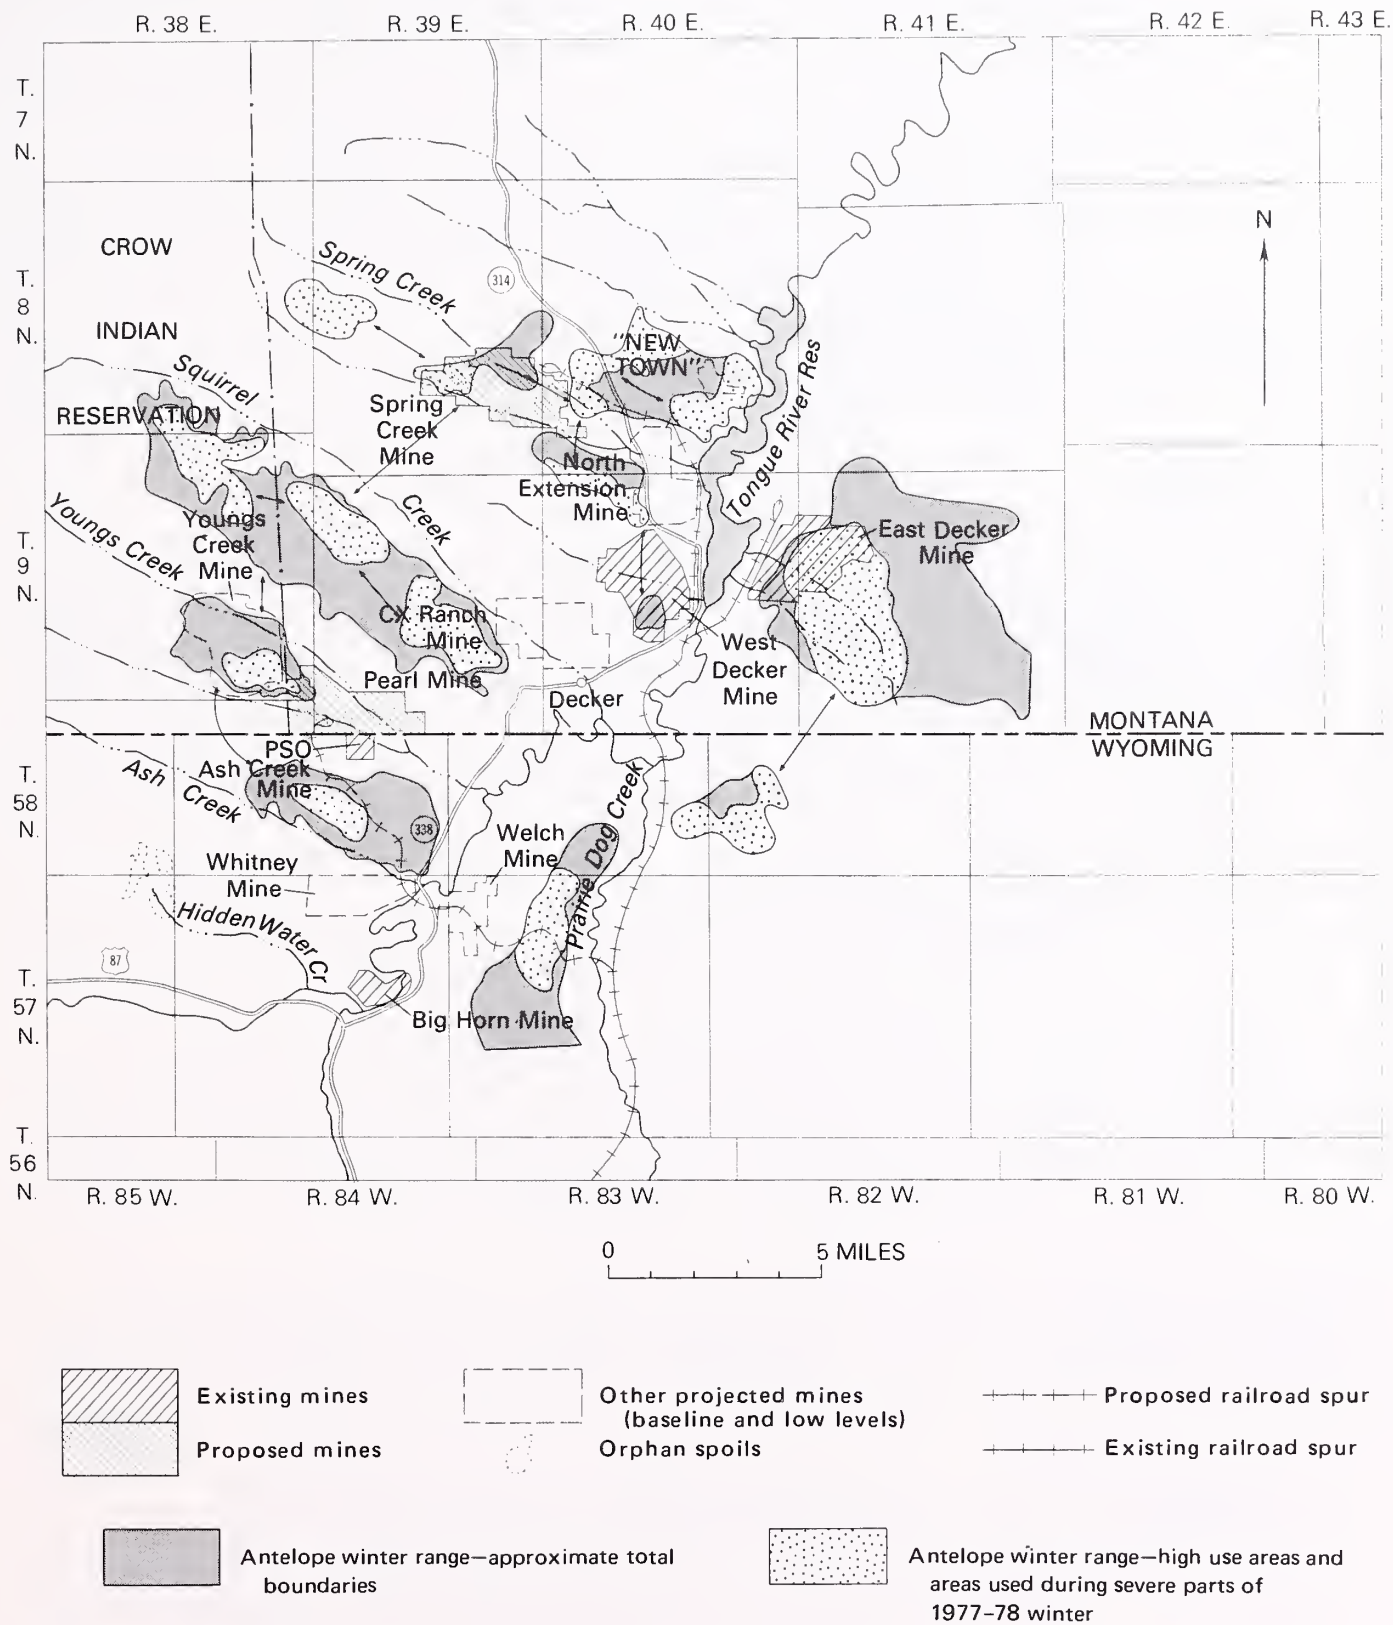 R. 38 E.
R. 39 E.
R. 40 E.
R. 41 E.
R. 42 E.
R. 43 E.
T.
7
N.
T.
8
N.
T.
9
N.
T.
58
N.
T.
57
N.
T.
56
N.
N
CROW
INDIAN
RESERVATION
Spring Creek
314
"NEW
TOWN"
Squirrel
Creek
Spring
Creek
Mine
Tongue River Res
North
Extension
Mine
Youngs Creek
Youngs
Creek
Mine
East Decker
Mine
CX Ranch
Mine
Pearl Mine
West
Decker
Mine
Decker
MONTANA
WYOMING
PSO
Ash Creek
Mine
Ash Creek
338
Welch
Mine
Prairie Dog Creek
Whitney
Mine
Hidden Water Cr
87
Big Horn Mine
R. 85 W.
R. 84 W.
R. 83 W.
R. 82 W.
R. 81 W.
R. 80 W.
0
5 MILES
Existing mines
Proposed mines
Other projected mines
(baseline and low levels)
Orphan spoils
Proposed railroad spur
Existing railroad spur
Antelope winter range—approximate total
boundaries
Antelope winter range—high use areas and
areas used during severe parts of
1977–78 winter